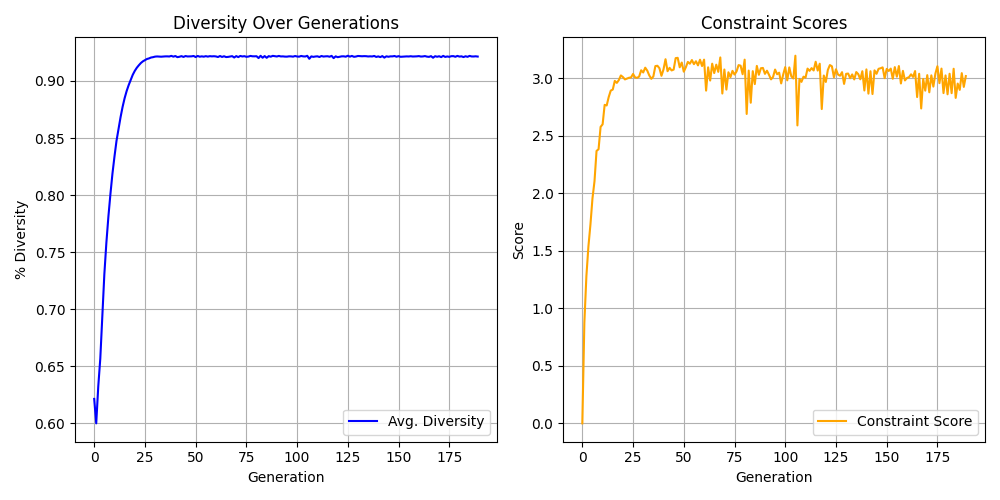 Diversity Over Generations
% Diversity
0.90
0.85
0.80
0.75
0.70
0.65
0.60
0 25 50 75 100 125 150 175
Generation
Avg. Diversity
Constraint Scores
Score
3.0
2.5
2.0
1.5
1.0
0.5
0.0
0 25 50 75 100 125 150 175
Generation
Constraint Score